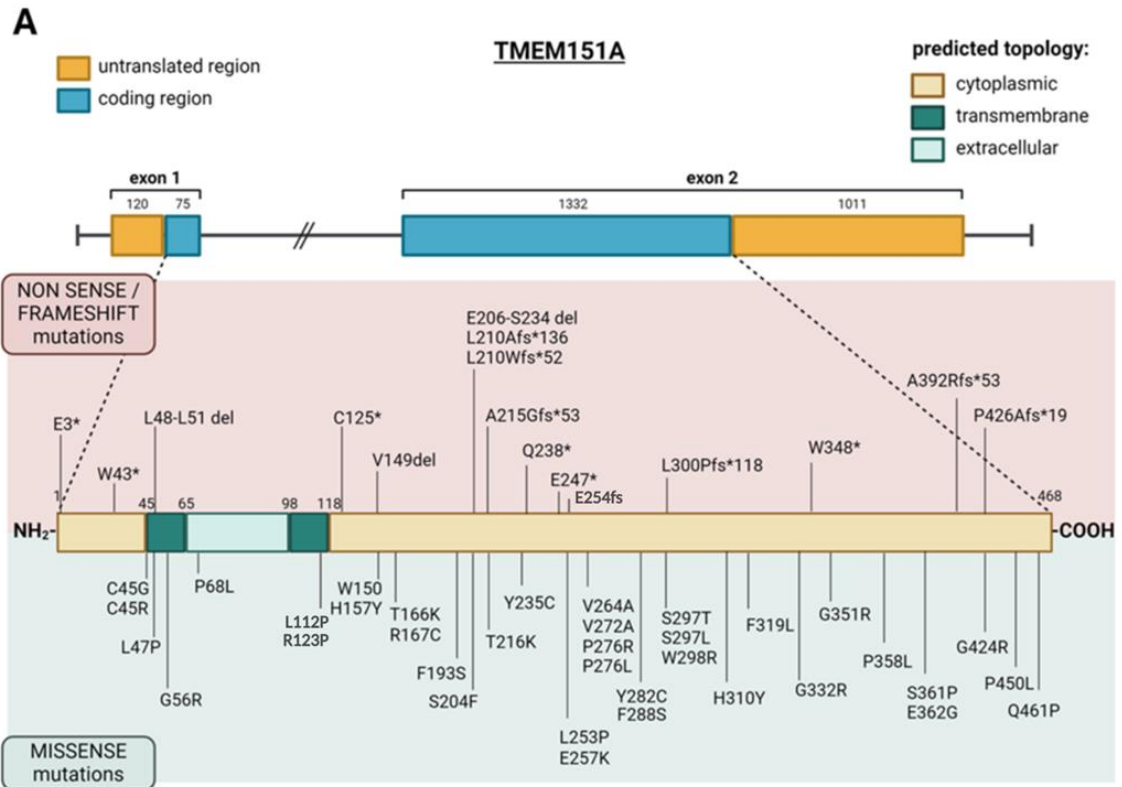 A
TMEM151A
untranslated region
coding region
predicted topology:
cytoplasmic
transmembrane
extracellular
exon 1
120 75
exon 2
1332 1011
NON SENSE /
FRAMESHIFT
mutations
E206-S234 del
L210Afs*136
L210Wfs*52
A392Rfs*53
E3*
L48-L51 del
C125*
A215Gfs*53
P426Afs*19
Q238*
W348*
V149del
L300Pfs*118
W43*
E247*
E254fs
1 45 65 98 118 468
NH2- -COOH
C45G
C45R
P68L
L47P
G56R
L112P
R123P
W150
H157Y
T166K
R167C
F193S
S204F
T216K
Y235C
L253P
E257K
V264A
V272A
P276R
P276L
Y282C
F288S
S297T
S297L
W298R
H310Y
F319L
G332R
G351R
P358L
S361P
E362G
G424R
P450L
Q461P
MISSENSE
mutations